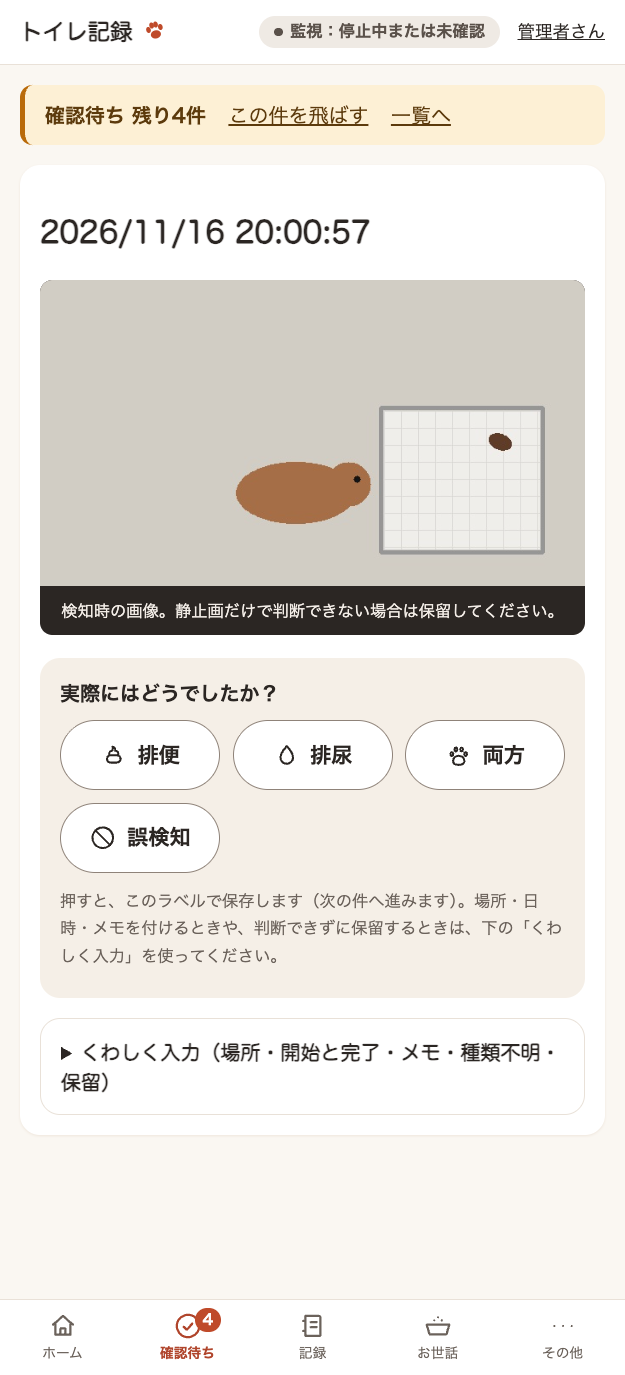 トイレ記録
監視：停止中または未確認
管理者さん
確認待ち 残り4件 この件を飛ばす 一覧へ
2026/11/16 20:00:57
検知時の画像。静止画だけで判断できない場合は保留してください。
実際にはどうでしたか？
排便
排尿
両方
誤検知
押すと、このラベルで保存します（次の件へ進みます）。場所・日
時・メモを付けるときや、判断できずに保留するときは、下の「くわ
しく入力」を使ってください。
▶ くわしく入力（場所・開始と完了・メモ・種類不明・
保留）
ホーム
4
確認待ち
記録
お世話
その他